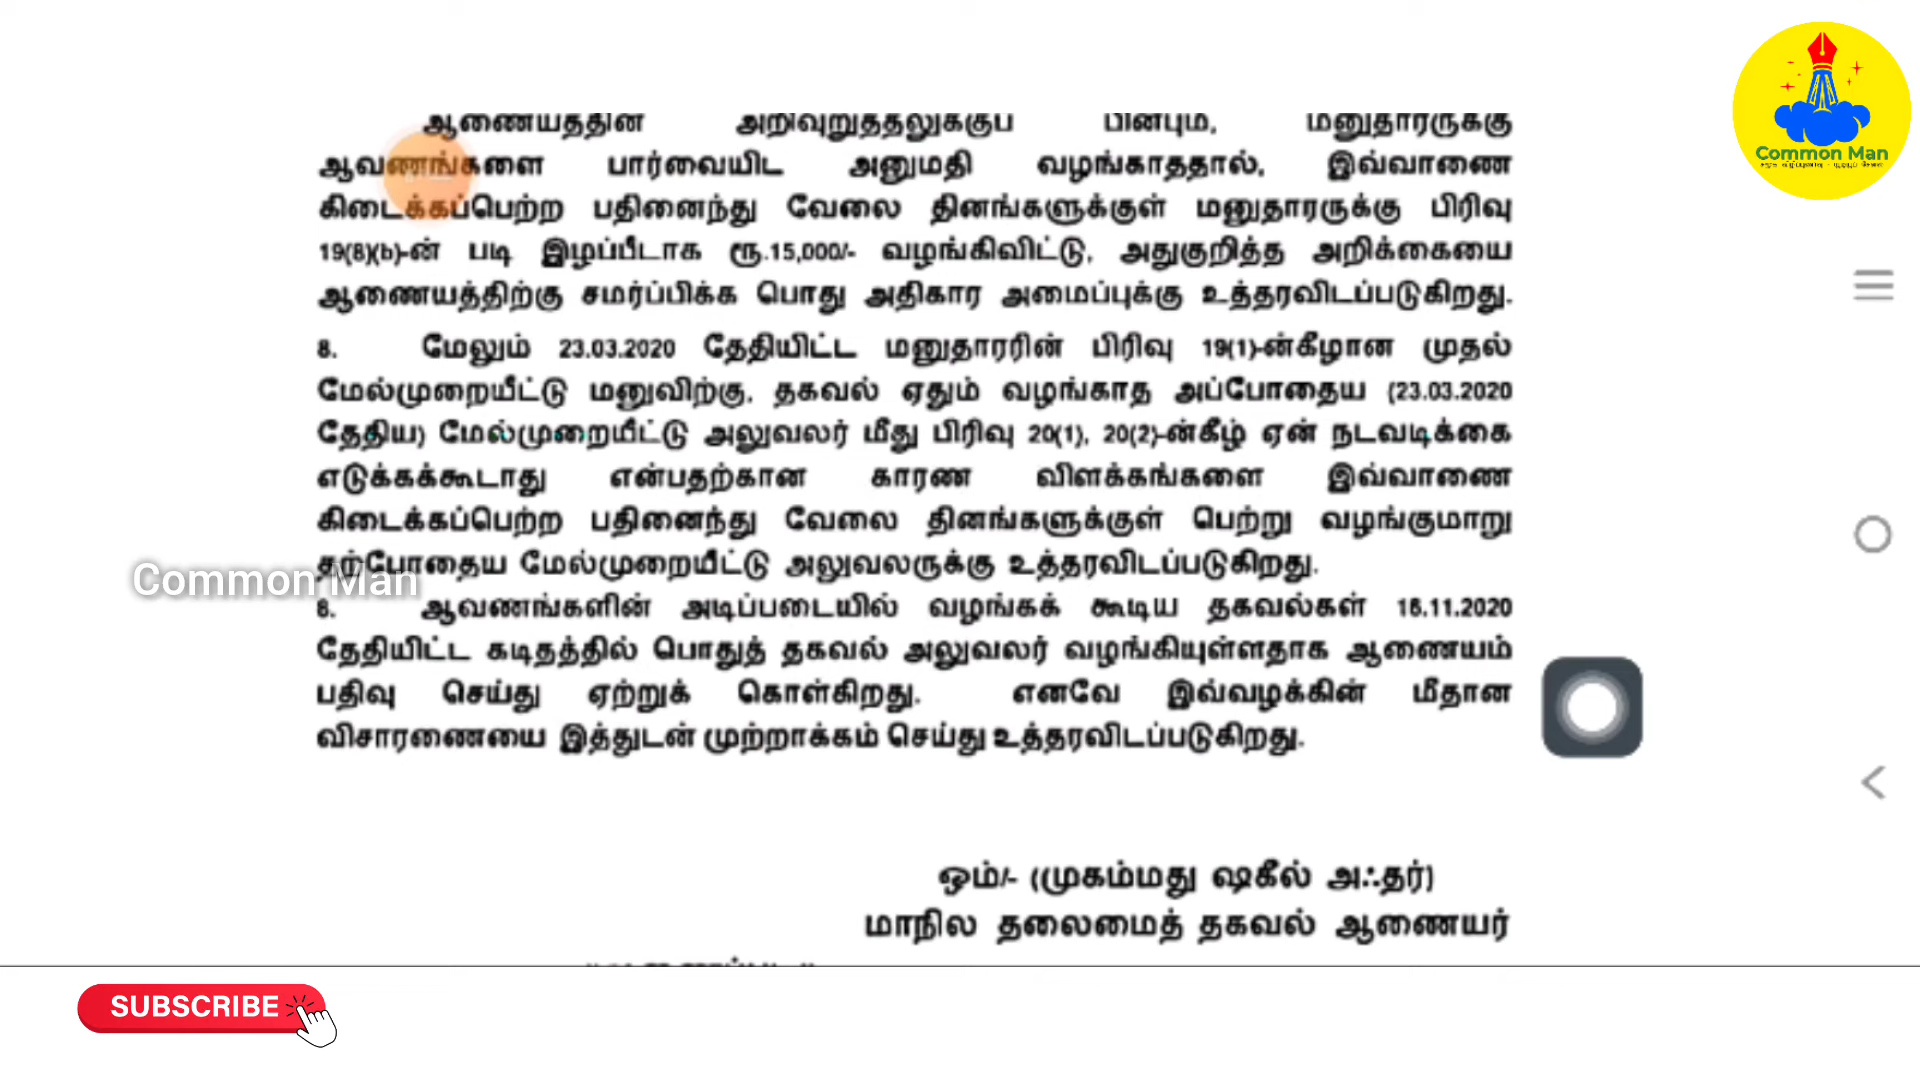 ஆணையத்தின் அறிவுறுத்தலுக்குப் பின்பும், மனுதாரருக்கு
ஆவணங்களை பார்வையிட அனுமதி வழங்காததால், இவ்வாணை
கிடைக்கப்பெற்ற பதினைந்து வேலை தினங்களுக்குள் மனுதாரருக்கு பிரிவு
19(8)(b)-ன் படி இழப்பீடாக ரூ.15,000/- வழங்கிவிட்டு, அதுகுறித்த அறிக்கையை
ஆணையத்திற்கு சமர்ப்பிக்க பொது அதிகார அமைப்புக்கு உத்தரவிடப்படுகிறது.
8. மேலும் 23.03.2020 தேதியிட்ட மனுதாரரின் பிரிவு 19(1)-ன்கீழான முதல்
மேல்முறையீட்டு மனுவிற்கு, தகவல் ஏதும் வழங்காத அப்போதைய (23.03.2020
தேதிய) மேல்முறையீட்டு அலுவலர் மீது பிரிவு 20(1), 20(2)-ன்கீழ் ஏன் நடவடிக்கை
எடுக்கக்கூடாது என்பதற்கான காரண விளக்கங்களை இவ்வாணை
கிடைக்கப்பெற்ற பதினைந்து வேலை தினங்களுக்குள் பெற்று வழங்குமாறு
தற்போதைய மேல்முறையீட்டு அலுவலருக்கு உத்தரவிடப்படுகிறது.
Common Man
8. ஆவணங்களின் அடிப்படையில் வழங்கக் கூடிய தகவல்கள் 16.11.2020
தேதியிட்ட கடிதத்தில் பொதுத் தகவல் அலுவலர் வழங்கியுள்ளதாக ஆணையம்
பதிவு செய்து ஏற்றுக் கொள்கிறது. எனவே இவ்வழக்கின் மீதான
விசாரணையை இத்துடன் முற்றாக்கம் செய்து உத்தரவிடப்படுகிறது.
ஒம்/- (முகம்மது ஷகீல் அஃதர்)
மாநில தலைமைத் தகவல் ஆணையர்
SUBSCRIBE
Common Man